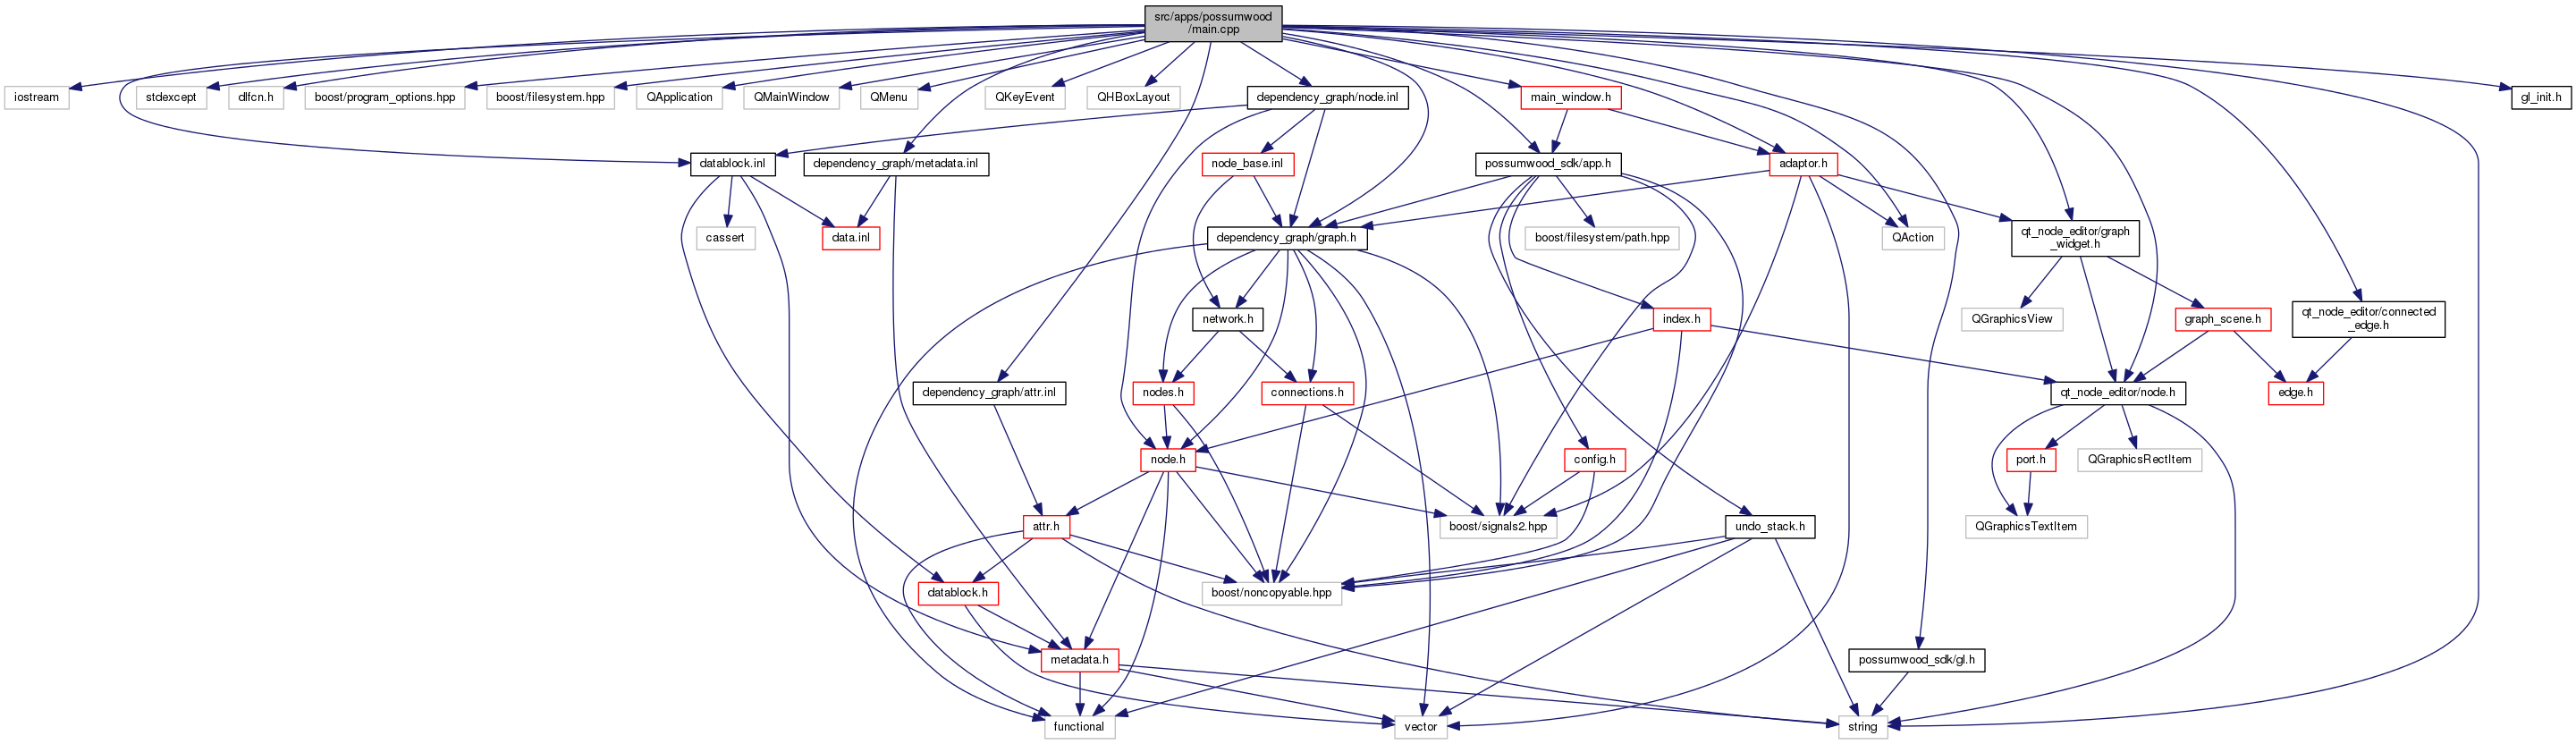 src/apps/possumwood
/main.cpp
iostream
stdexcept
dlfcn.h
boost/program_options.hpp
boost/filesystem.hpp
QApplication
QMainWindow
QMenu
QKeyEvent
QHBoxLayout
dependency_graph/node.inl
main_window.h
gl_init.h
datablock.inl
dependency_graph/metadata.inl
node_base.inl
possumwood_sdk/app.h
adaptor.h
cassert
data.inl
dependency_graph/graph.h
boost/filesystem/path.hpp
QAction
qt_node_editor/graph
_widget.h
network.h
index.h
QGraphicsView
graph_scene.h
qt_node_editor/connected
_edge.h
dependency_graph/attr.inl
nodes.h
connections.h
qt_node_editor/node.h
edge.h
node.h
config.h
port.h
QGraphicsRectItem
attr.h
boost/signals2.hpp
undo_stack.h
QGraphicsTextItem
datablock.h
boost/noncopyable.hpp
metadata.h
possumwood_sdk/gl.h
functional
vector
string